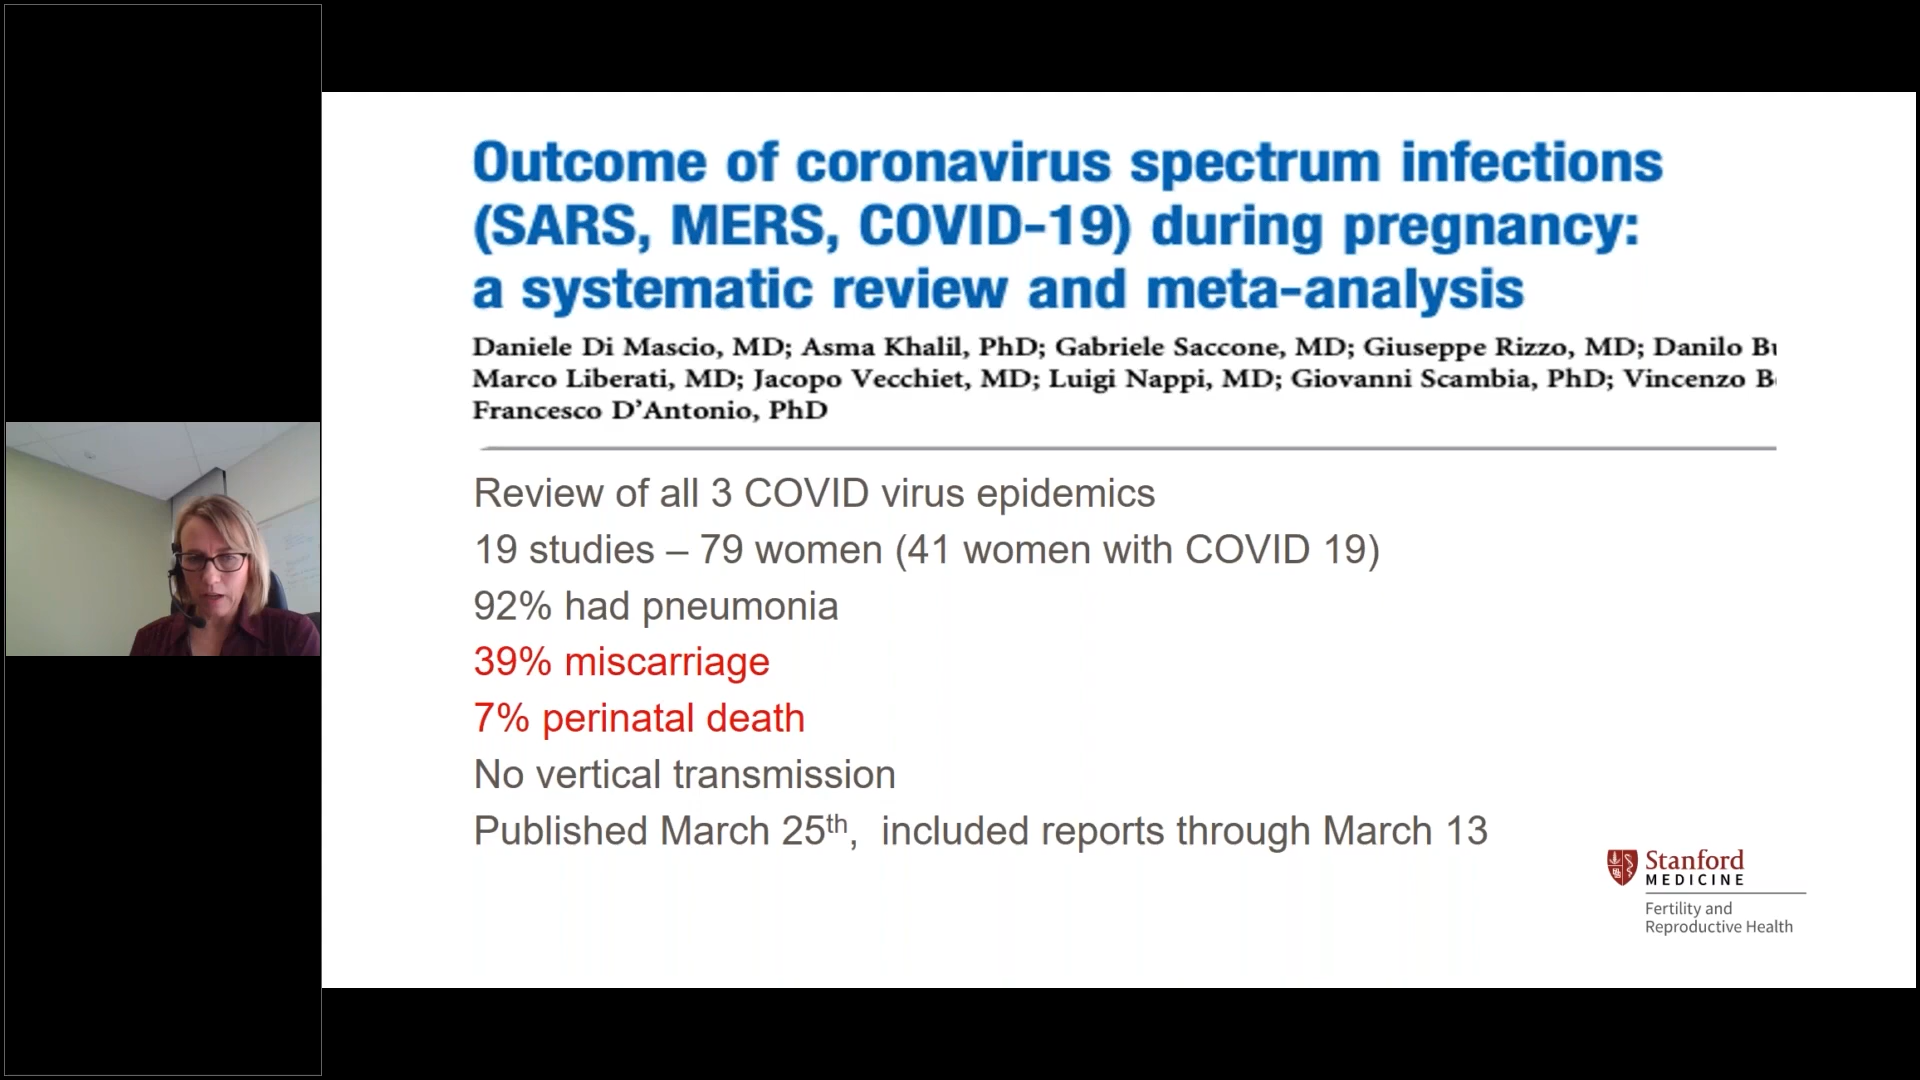 Outcome of coronavirus spectrum infections
(SARS, MERS, COVID-19) during pregnancy:
a systematic review and meta-analysis
Daniele Di Mascio, MD; Asma Khalil, PhD; Gabriele Saccone, MD; Giuseppe Rizzo, MD; Danilo
Marco Liberati, MD; Jacopo Vecchiet, MD; Luigi Nappi, MD; Giovanni Scambia, PhD; Vincenzo
Francesco D’Antonio, PhD
Review of all 3 COVID virus epidemics
19 studies – 79 women (41 women with COVID 19)
92% had pneumonia
39% miscarriage
7% perinatal death
No vertical transmission
Published March 25th,  included reports through March 13
Stanford
MEDICINE
Fertility and
Reproductive Health